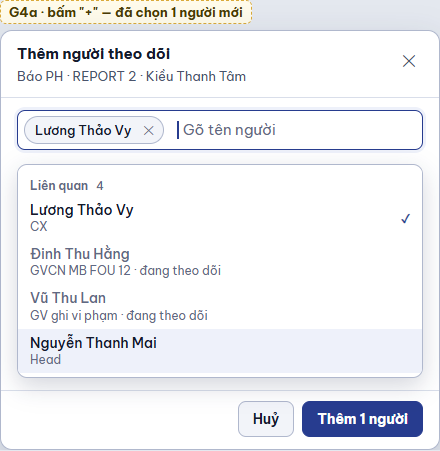 G4a · bấm "+" — đã chọn 1 người mới
Thêm người theo dõi
Báo PH · REPORT 2 · Kiều Thanh Tâm
Lương Thảo Vy
Gõ tên người
Liên quan 4
Lương Thảo Vy
CX
Đinh Thu Hằng
GVCN MB FOU 12 · đang theo dõi
Vũ Thu Lan
GV ghi vi phạm · đang theo dõi
Nguyễn Thanh Mai
Head
Huỷ
Thêm 1 người